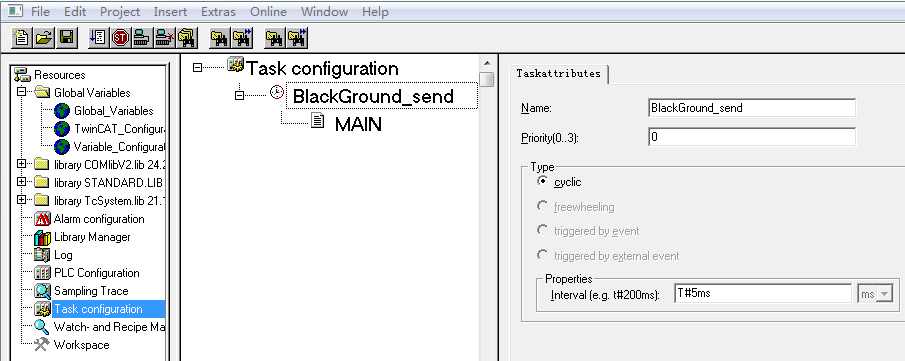 File Edit Project Insert Extras Online Window Help
Resources
Global Variables
Global_Variables
TwinCAT_Configura
Variable_Configurat
library COMlibV2.lib 24.2
library STANDARD.LIB
library TcSystem.lib 21.
Alarm configuration
Library Manager
Log
PLC Configuration
Sampling Trace
Task configuration
Watch- and Recipe Ma
Workspace
Task configuration
BlackGround_send
MAIN
Taskattributes
Name: BlackGround_send
Priority(0..3): 0
Type
cyclic
freewheeling
triggered by event
triggered by external event
Properties
Interval (e.g. t#200ms): T#5ms ms